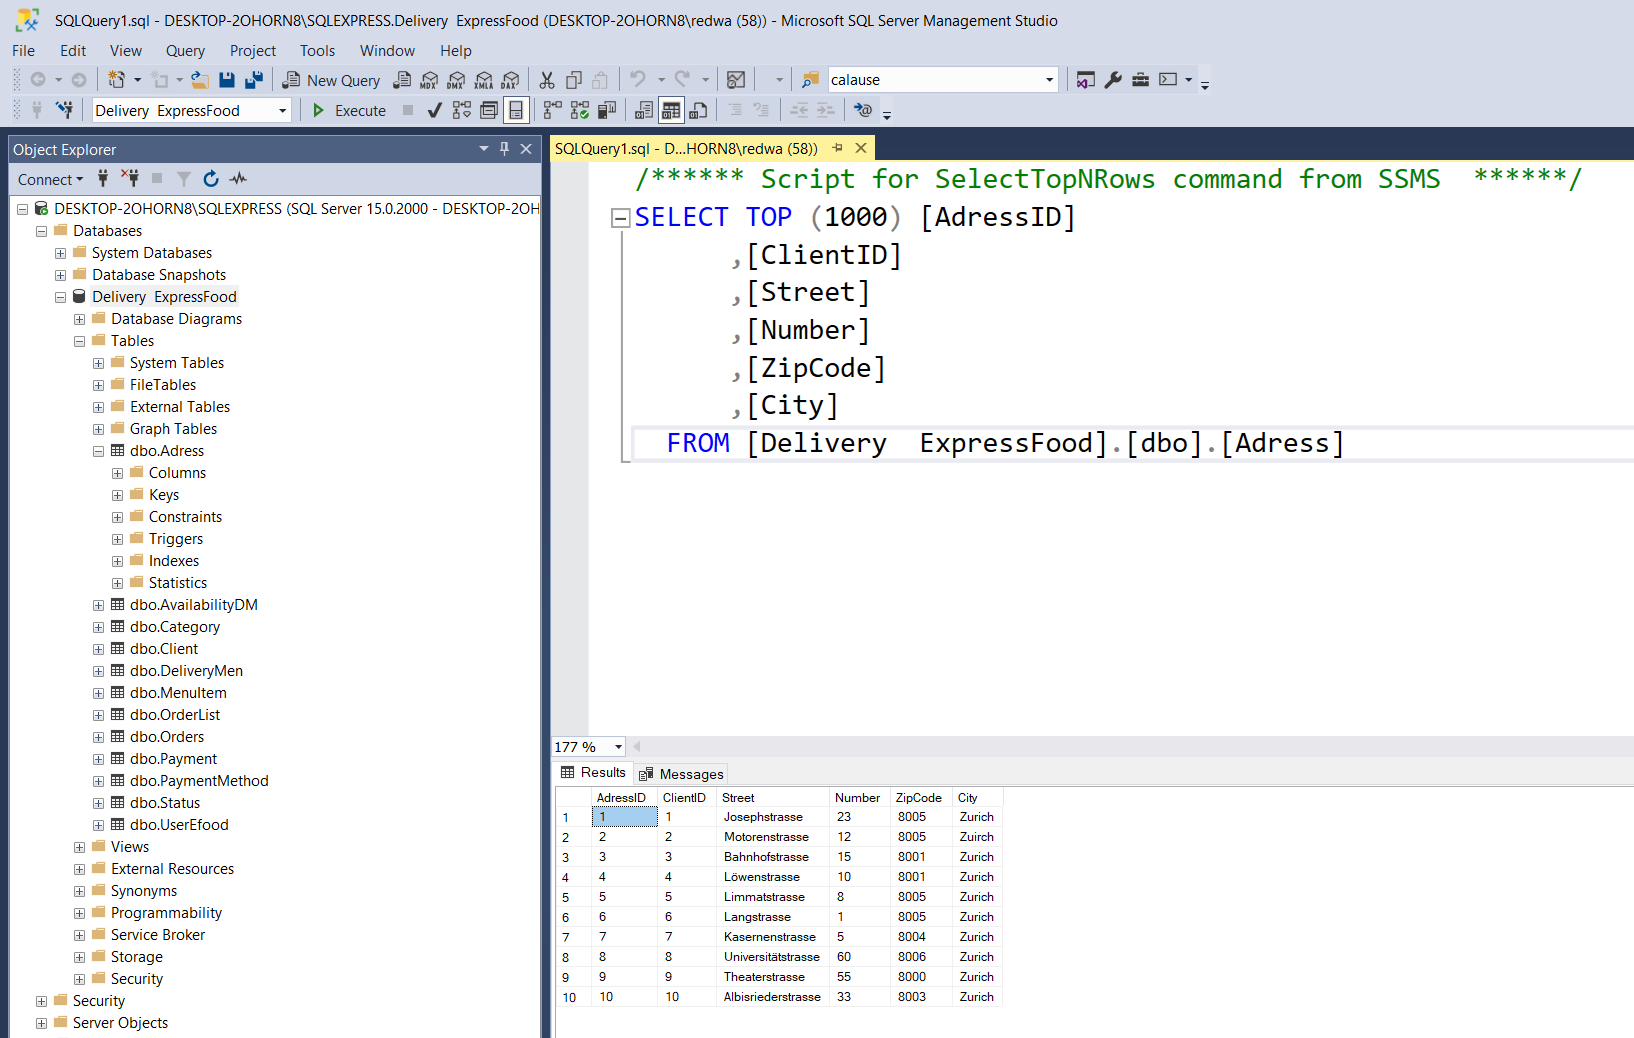 SQLQuery1.sql - DESKTOP-2OHORN8\SQLEXPRESS.Delivery  ExpressFood (DESKTOP-2OHORN8\redwa (58)) - Microsoft SQL Server Management Studio
File Edit View Query Project Tools Window Help
New Query MDX DMX XMLA DAX calause
Delivery  ExpressFood Execute
Object Explorer
Connect
DESKTOP-2OHORN8\SQLEXPRESS (SQL Server 15.0.2000 - DESKTOP-2OH
Databases
System Databases
Database Snapshots
Delivery  ExpressFood
Database Diagrams
Tables
System Tables
FileTables
External Tables
Graph Tables
dbo.Adress
Columns
Keys
Constraints
Triggers
Indexes
Statistics
dbo.AvailabilityDM
dbo.Category
dbo.Client
dbo.DeliveryMen
dbo.MenuItem
dbo.OrderList
dbo.Orders
dbo.Payment
dbo.PaymentMethod
dbo.Status
dbo.UserEfood
Views
External Resources
Synonyms
Programmability
Service Broker
Storage
Security
Security
Server Objects
SQLQuery1.sql - D...HORN8\redwa (58))
/****** Script for SelectTopNRows command from SSMS  ******/
SELECT TOP (1000) [AdressID]
,[ClientID]
,[Street]
,[Number]
,[ZipCode]
,[City]
FROM [Delivery  ExpressFood].[dbo].[Adress]
177 %
Results Messages
AdressID ClientID Street Number ZipCode City
1 1 1 Josephstrasse 23 8005 Zurich
2 2 2 Motorenstrasse 12 8005 Zuirch
3 3 3 Bahnhofstrasse 15 8001 Zurich
4 4 4 Löwenstrasse 10 8001 Zurich
5 5 5 Limmatstrasse 8 8005 Zurich
6 6 6 Langstrasse 1 8005 Zurich
7 7 7 Kasernenstrasse 5 8004 Zurich
8 8 8 Universitätstrasse 60 8006 Zurich
9 9 9 Theaterstrasse 55 8000 Zurich
10 10 10 Albisriederstrasse 33 8003 Zurich